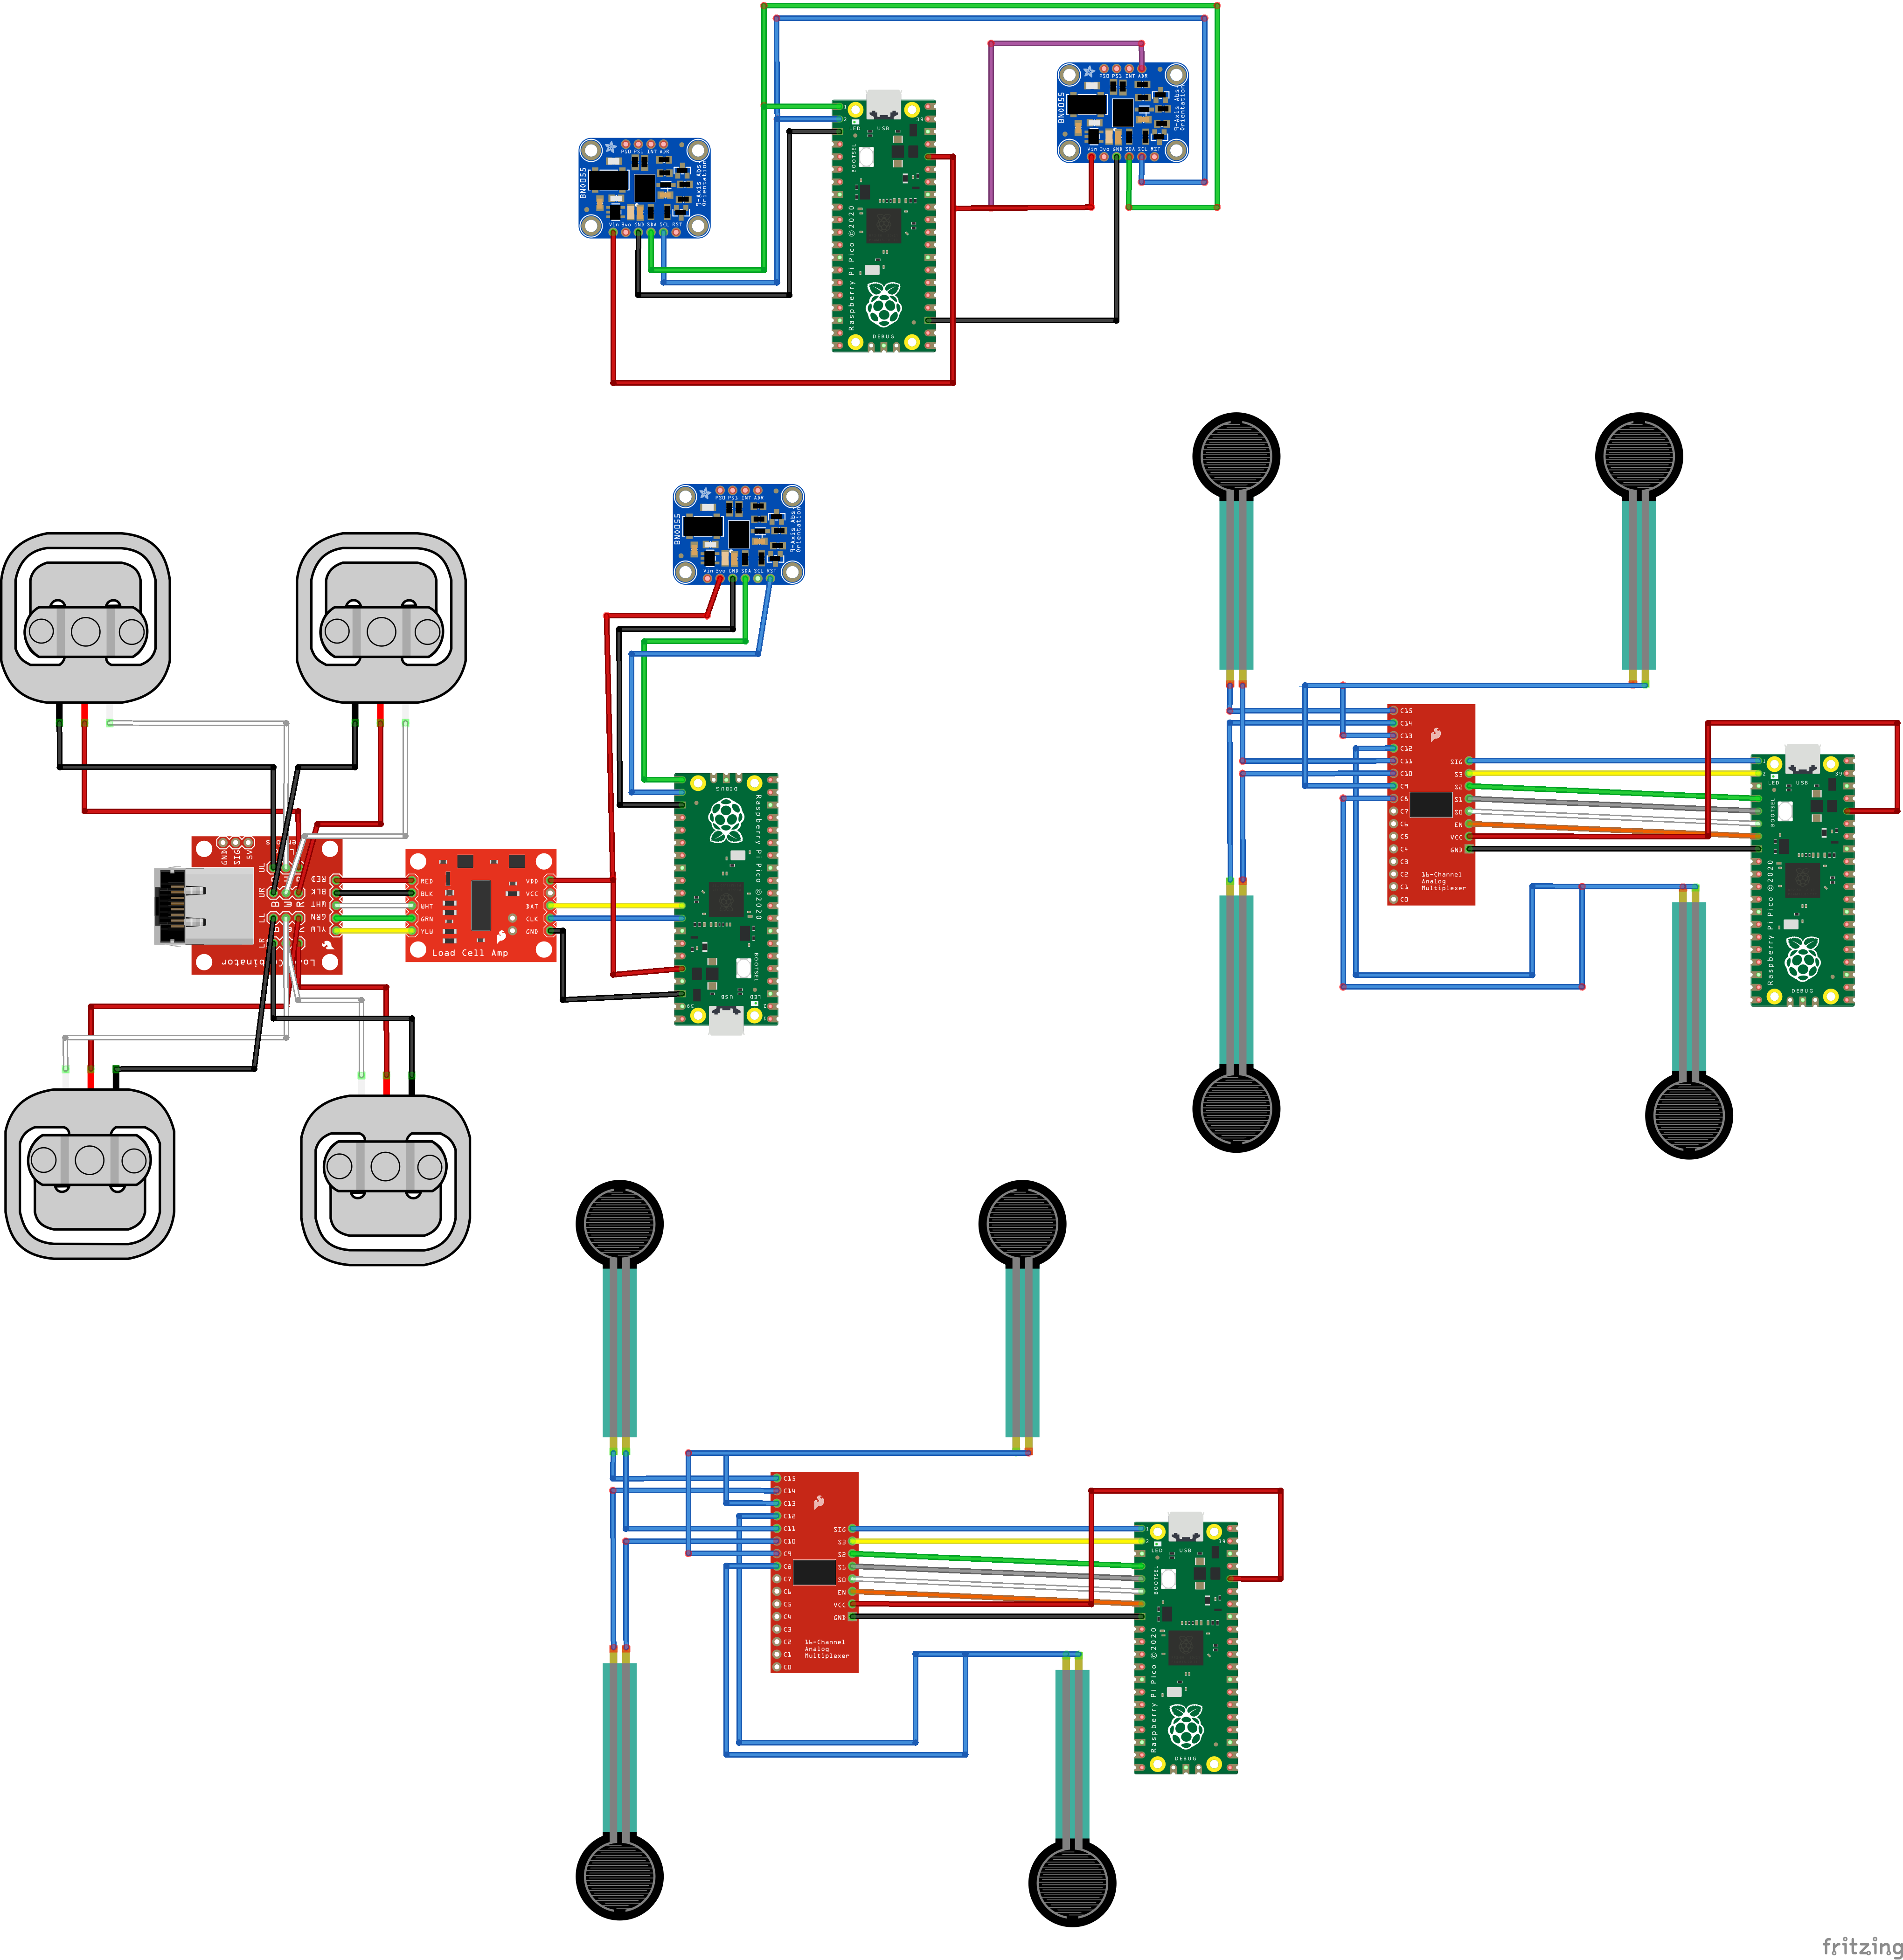 PS0 PS1 INT ADR
BNO055
9-Axis Abs.
Orientation
Vin 3vo GND SDA SCL RST
1
2
39
LED
USB
BOOTSEL
Raspberry Pi Pico ©2020
DEBUG
PS0 PS1 INT ADR
BNO055
9-Axis Abs.
Orientation
Vin 3vo GND SDA SCL RST
PS0 PS1 INT ADR
BNO055
9-Axis Abs.
Orientation
Vin 3vo GND SDA SCL RST
DEBUG
Raspberry Pi Pico ©2020
BOOTSEL
LED
USB
39
GND
SIG
5V
UL
UR
LL
LR
RED
BLK
WHT
GRN
YLW
RED
BLK
WHT
GRN
YLW
VDD
VCC
DAT
CLK
GND
Load Cell Amp
C15
C14
C13
C12
C11
C10
C9
C8
C7
C6
C5
C4
C3
C2
C1
C0
SIG
S3
S2
S1
S0
EN
VCC
GND
16-Channel
Analog
Multiplexer
39
LED
USB
BOOTSEL
Raspberry Pi Pico ©2020
DEBUG
C15
C14
C13
C12
C11
C10
C9
C8
C7
C6
C5
C4
C3
C2
C1
C0
SIG
S3
S2
S1
S0
EN
VCC
GND
16-Channel
Analog
Multiplexer
2
39
LED
USB
BOOTSEL
Raspberry Pi Pico ©2020
DEBUG
fritzing